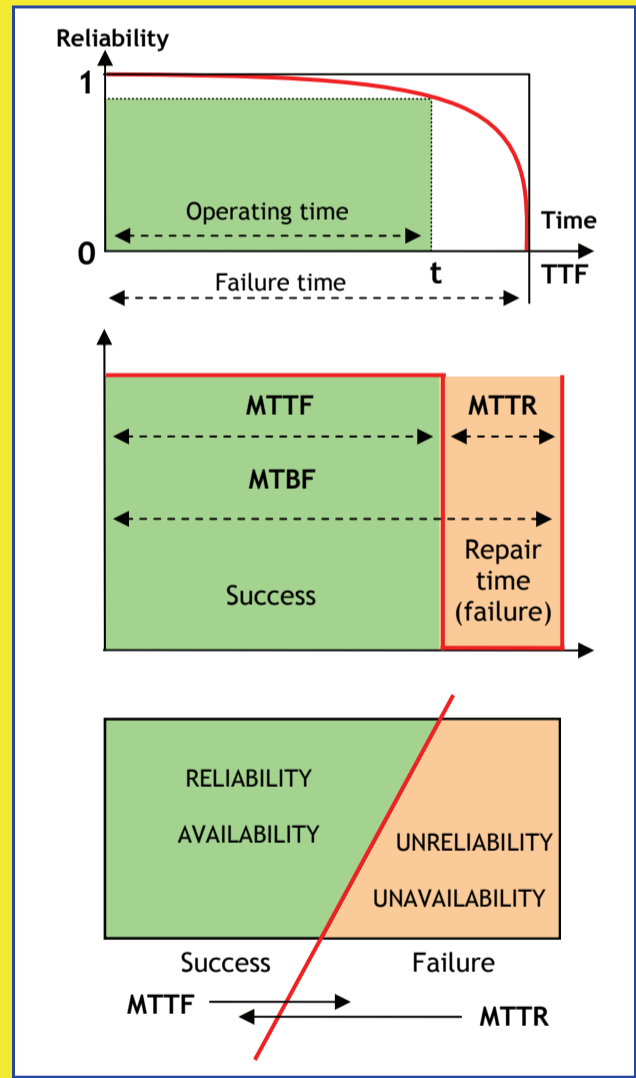 Reliability
1
Operating time
Time
0
t
TTF
Failure time
MTTF
MTTR
MTBF
Repair
time
(failure)
Success
RELIABILITY
AVAILABILITY
UNRELIABILITY
UNAVAILABILITY
Success
Failure
MTTF
MTTR